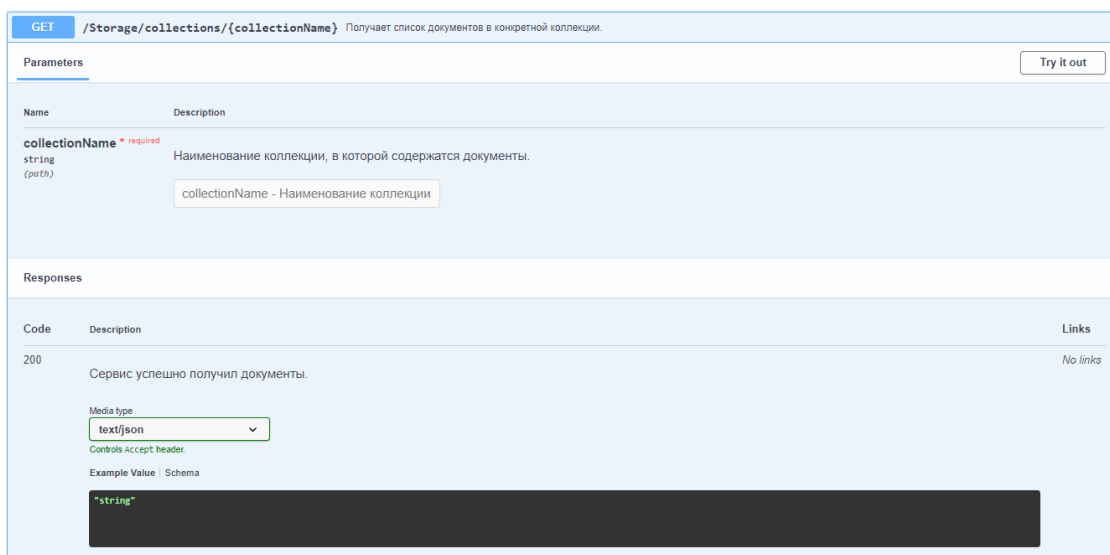 GET /Storage/collections/{collectionName} Получает список документов в конкретной коллекции.
Parameters Try it out
Name Description
collectionName * required
string
(path)
Наименование коллекции, в которой содержатся документы.
collectionName - Наименование коллекции
Responses
Code Description Links
200 No links
Сервис успешно получил документы.
Media type
text/json
Controls Accept header.
Example Value | Schema
"string"